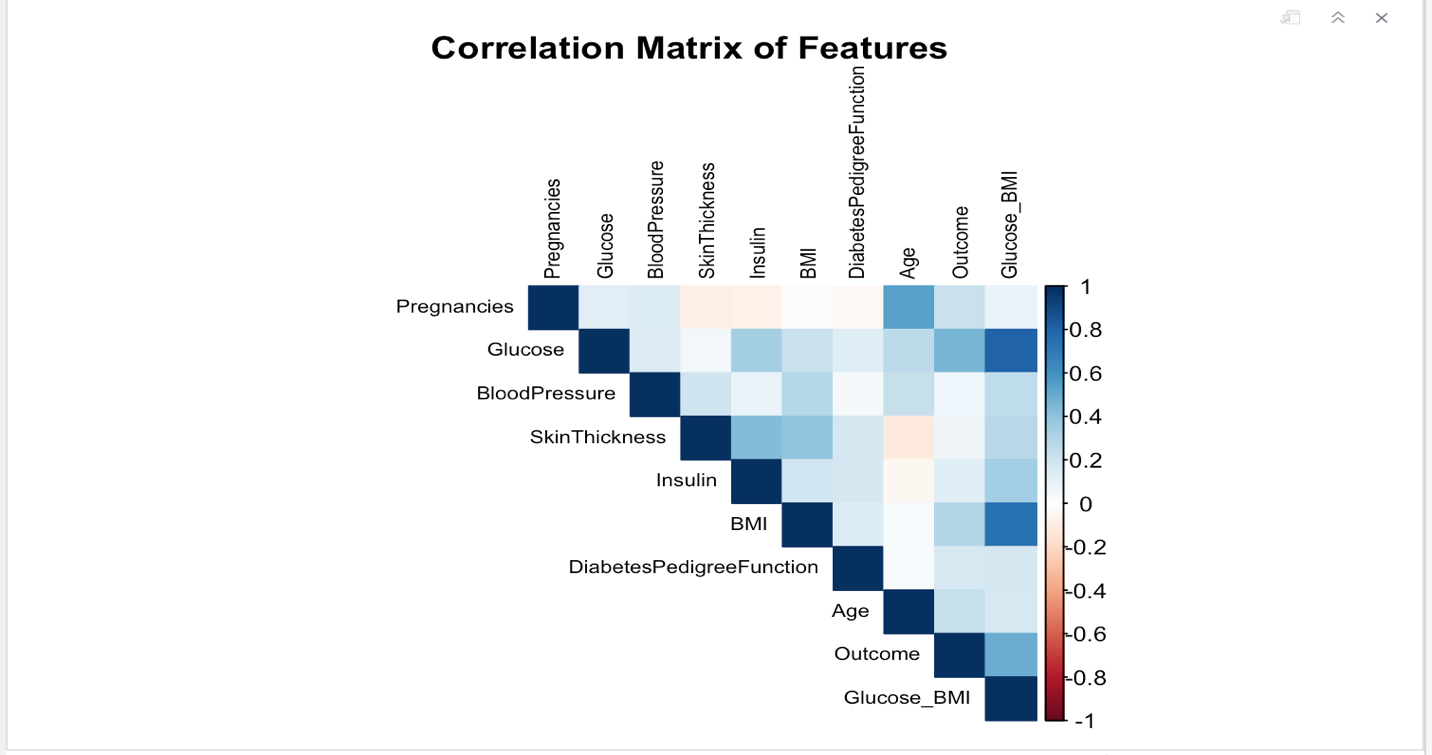 Correlation Matrix of Features
Pregnancies
Glucose
BloodPressure
SkinThickness
Insulin
BMI
DiabetesPedigreeFunction
Age
Outcome
Glucose_BMI
Pregnancies
Glucose
BloodPressure
SkinThickness
Insulin
BMI
DiabetesPedigreeFunction
Age
Outcome
Glucose_BMI
1
0.8
0.6
0.4
0.2
0
-0.2
-0.4
-0.6
-0.8
-1